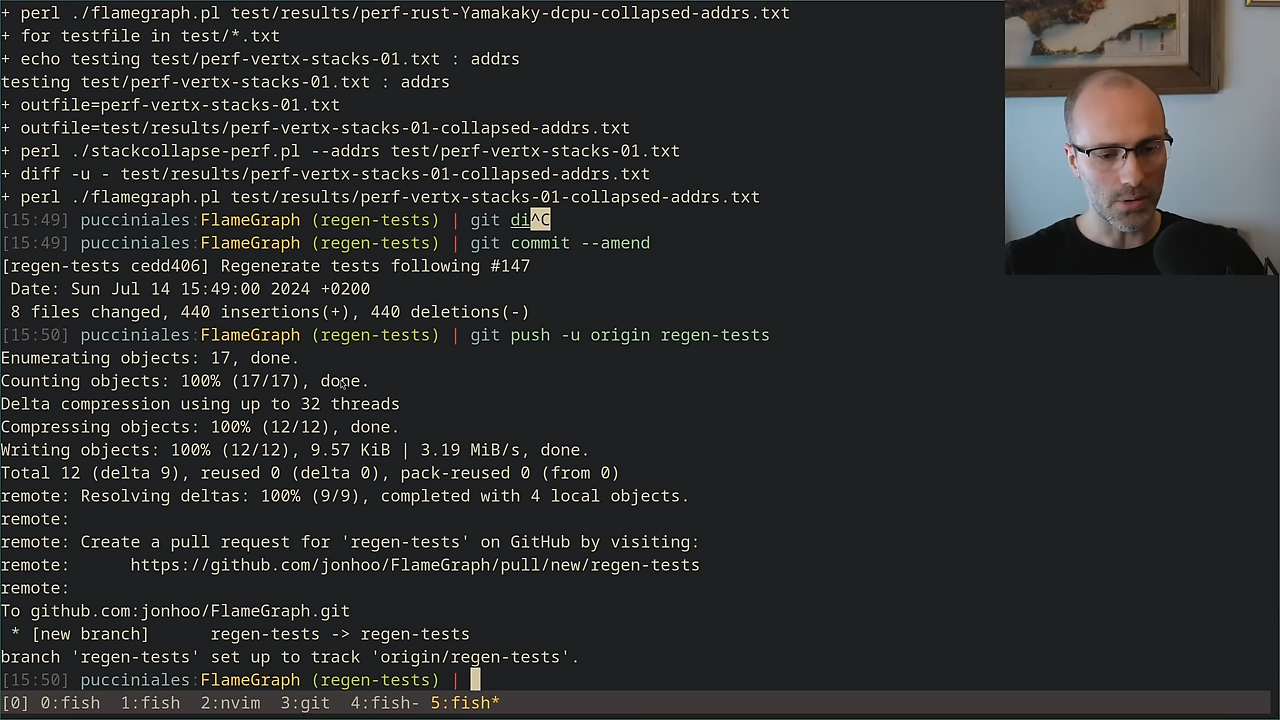 + perl ./flamegraph.pl test/results/perf-rust-Yamakaky-dcpu-collapsed-addrs.txt
+ for testfile in test/*.txt
+ echo testing test/perf-vertx-stacks-01.txt : addrs
testing test/perf-vertx-stacks-01.txt : addrs
+ outfile=perf-vertx-stacks-01.txt
+ outfile=test/results/perf-vertx-stacks-01-collapsed-addrs.txt
+ perl ./stackcollapse-perf.pl --addrs test/perf-vertx-stacks-01.txt
+ diff -u - test/results/perf-vertx-stacks-01-collapsed-addrs.txt
+ perl ./flamegraph.pl test/results/perf-vertx-stacks-01-collapsed-addrs.txt
[15:49] pucciniales:FlameGraph (regen-tests) | git di^C
[15:49] pucciniales:FlameGraph (regen-tests) | git commit --amend
[regen-tests cedd406] Regenerate tests following #147
 Date: Sun Jul 14 15:49:00 2024 +0200
 8 files changed, 440 insertions(+), 440 deletions(-)
[15:50] pucciniales:FlameGraph (regen-tests) | git push -u origin regen-tests
Enumerating objects: 17, done.
Counting objects: 100% (17/17), done.
Delta compression using up to 32 threads
Compressing objects: 100% (12/12), done.
Writing objects: 100% (12/12), 9.57 KiB | 3.19 MiB/s, done.
Total 12 (delta 9), reused 0 (delta 0), pack-reused 0 (from 0)
remote: Resolving deltas: 100% (9/9), completed with 4 local objects.
remote:
remote: Create a pull request for 'regen-tests' on GitHub by visiting:
remote:      https://github.com/jonhoo/FlameGraph/pull/new/regen-tests
remote:
To github.com:jonhoo/FlameGraph.git
 * [new branch]      regen-tests -> regen-tests
branch 'regen-tests' set up to track 'origin/regen-tests'.
[15:50] pucciniales:FlameGraph (regen-tests) |
[0] 0:fish  1:fish  2:nvim  3:git  4:fish- 5:fish*